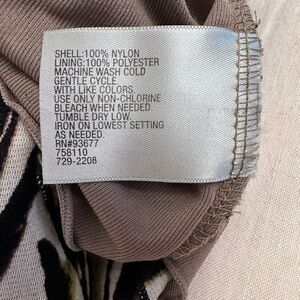 SHELL:100% NYLON
LINING:100% POLYESTER
MACHINE WASH COLD
GENTLE CYCLE
WITH LIKE COLORS.
USE ONLY NON-CHLORINE
BLEACH WHEN NEEDED
TUMBLE DRY LOW.
IRON ON LOWEST SETTING
AS NEEDED.
RN#93677
758110
729-2208